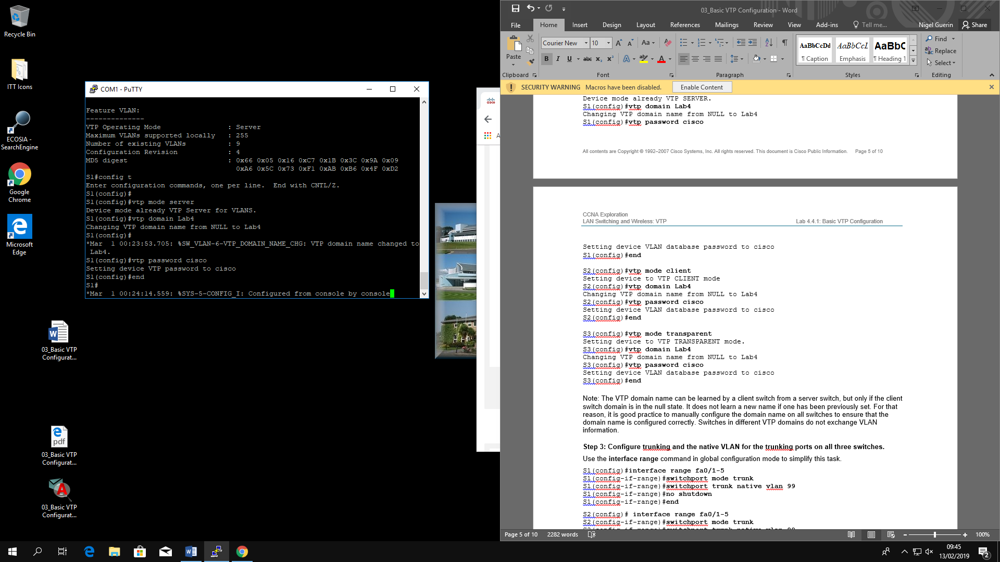 Recycle Bin
ITT Icons
ECOSIA -
SearchEngine
Google
Chrome
Microsoft
Edge
03_Basic VTP
Configurat...
pdf
03_Basic VTP
Configurat...
03_Basic VTP
Configurat...
COM1 - PuTTY
Feature VLAN:
--------------
VTP Operating Mode : Server
Maximum VLANs supported locally : 255
Number of existing VLANs : 9
Configuration Revision : 4
MD5 digest : 0x66 0x05 0x16 0xC7 0x1B 0x3C 0x9A 0x09
0xA6 0x5C 0x73 0xF1 0xAB 0xB6 0x4F 0xD2
S1#config t
Enter configuration commands, one per line.  End with CNTL/Z.
S1(config)#
S1(config)#vtp mode server
Device mode already VTP Server for VLANS.
S1(config)#vtp domain Lab4
Changing VTP domain name from NULL to Lab4
S1(config)#
*Mar  1 00:23:53.705: %SW_VLAN-6-VTP_DOMAIN_NAME_CHG: VTP domain name changed to
Lab4.
S1(config)#vtp password cisco
Setting device VTP password to cisco
S1(config)#end
S1#
*Mar  1 00:24:14.559: %SYS-5-CONFIG_I: Configured from console by console
cisco
A
03_Basic VTP Configuration - Word
File Home Insert Design Layout References Mailings Review View Add-ins Tell me... Nigel Guerin Share
Paste
Courier New 10
AaBbCcDd AaBbCcL AaBbC
¶ Caption Emphasis ¶ Heading 1
Find
Replace
Select
Clipboard Font Paragraph Styles Editing
SECURITY WARNING Macros have been disabled. Enable Content
Device mode already VTP SERVER.
S1(config)#vtp domain Lab4
Changing VTP domain name from NULL to Lab4
S1(config)#vtp password cisco
All contents are Copyright © 1992–2007 Cisco Systems, Inc. All rights reserved. This document is Cisco Public Information. Page 5 of 10
CCNA Exploration
LAN Switching and Wireless: VTP Lab 4.4.1: Basic VTP Configuration
Setting device VLAN database password to cisco
S1(config)#end
S2(config)#vtp mode client
Setting device to VTP CLIENT mode
S2(config)#vtp domain Lab4
Changing VTP domain name from NULL to Lab4
S2(config)#vtp password cisco
Setting device VLAN database password to cisco
S2(config)#end
S3(config)#vtp mode transparent
Setting device to VTP TRANSPARENT mode.
S3(config)#vtp domain Lab4
Changing VTP domain name from NULL to Lab4
S3(config)#vtp password cisco
Setting device VLAN database password to cisco
S3(config)#end
Note: The VTP domain name can be learned by a client switch from a server switch, but only if the client
switch domain is in the null state. It does not learn a new name if one has been previously set. For that
reason, it is good practice to manually configure the domain name on all switches to ensure that the
domain name is configured correctly. Switches in different VTP domains do not exchange VLAN
information.
Step 3: Configure trunking and the native VLAN for the trunking ports on all three switches.
Use the interface range command in global configuration mode to simplify this task.
S1(config)#interface range fa0/1-5
S1(config-if-range)#switchport mode trunk
S1(config-if-range)#switchport trunk native vlan 99
S1(config-if-range)#no shutdown
S1(config-if-range)#end
S2(config)# interface range fa0/1-5
S2(config-if-range)#switchport mode trunk
Page 5 of 10 2282 words 100%
09:45
13/02/2019
2